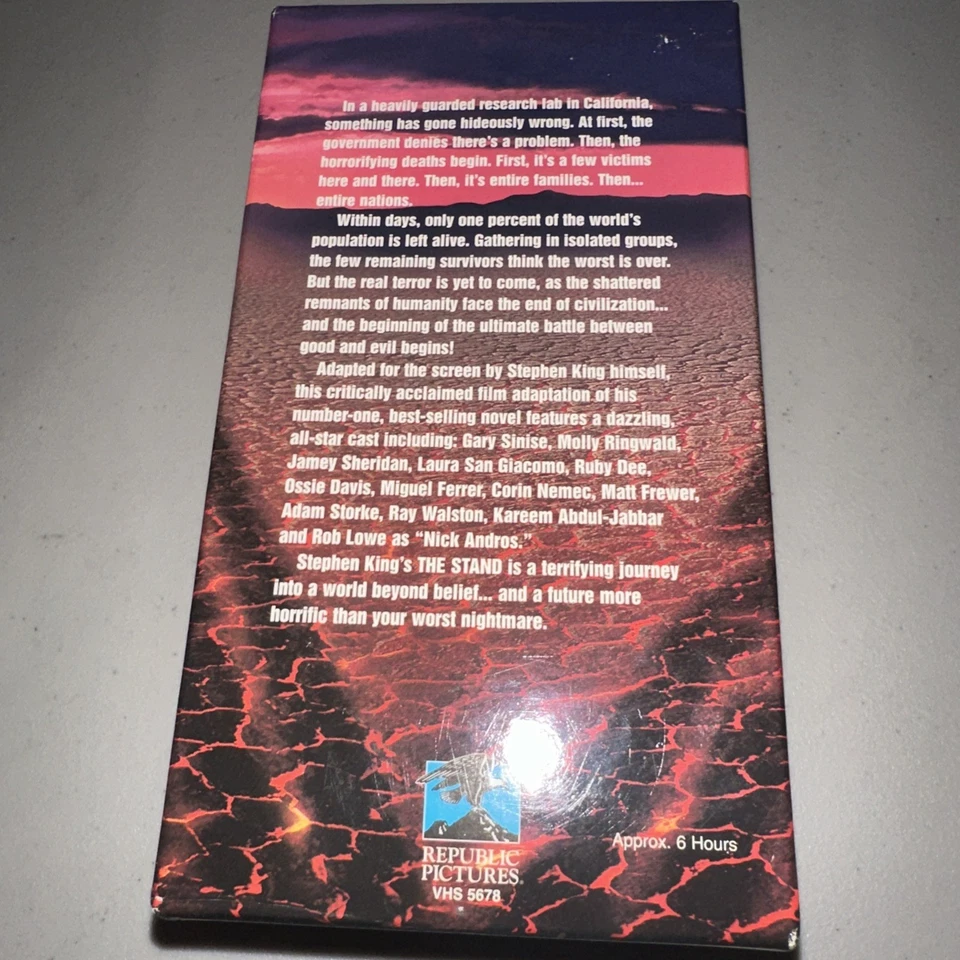 In a heavily guarded research lab in California,
something has gone hideously wrong. At first, the
government denies there's a problem. Then, the
horrorifying deaths begin. First, it's a few victims
here and there. Then, it's entire families. Then...
entire nations.
Within days, only one percent of the world's
population is left alive. Gathering in isolated groups,
the few remaining survivors think the worst is over.
But the real terror is yet to come, as the shattered
remnants of humanity face the end of civilization...
and the beginning of the ultimate battle between
good and evil begins!
Adapted for the screen by Stephen King himself,
this critically acclaimed film adaptation of his
number-one, best-selling novel features a dazzling,
all-star cast including: Gary Sinise, Molly Ringwald,
Jamey Sheridan, Laura San Giacomo, Ruby Dee,
Ossie Davis, Miguel Ferrer, Corin Nemec, Matt Frewer,
Adam Storke, Ray Walston, Kareem Abdul-Jabbar
and Rob Lowe as "Nick Andros."
Stephen King's THE STAND is a terrifying journey
into a world beyond belief... and a future more
horrific than your worst nightmare.
Approx. 6 Hours
REPUBLIC
PICTURES®
VHS 5678